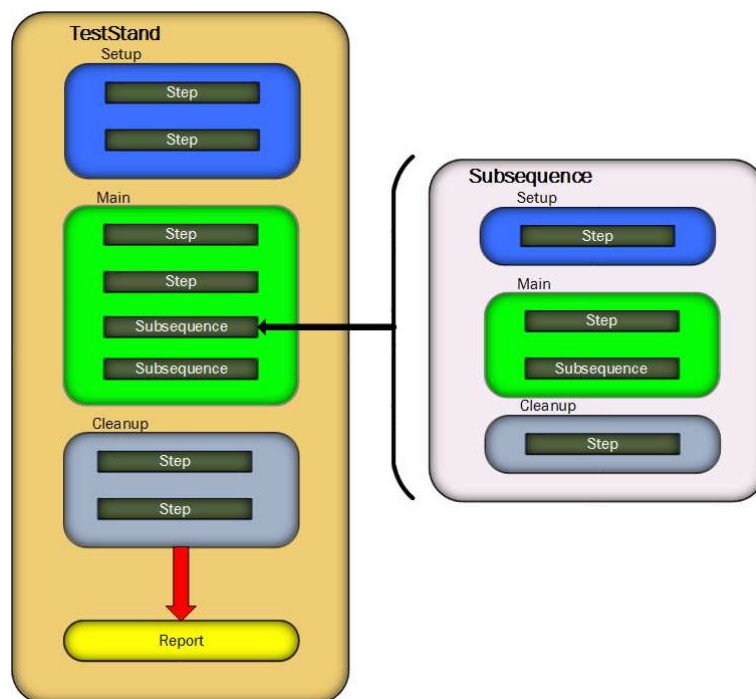 TestStand
Setup
Step
Step
Main
Step
Step
Subsequence
Subsequence
Cleanup
Step
Step
Report
Subsequence
Setup
Step
Main
Step
Subsequence
Cleanup
Step